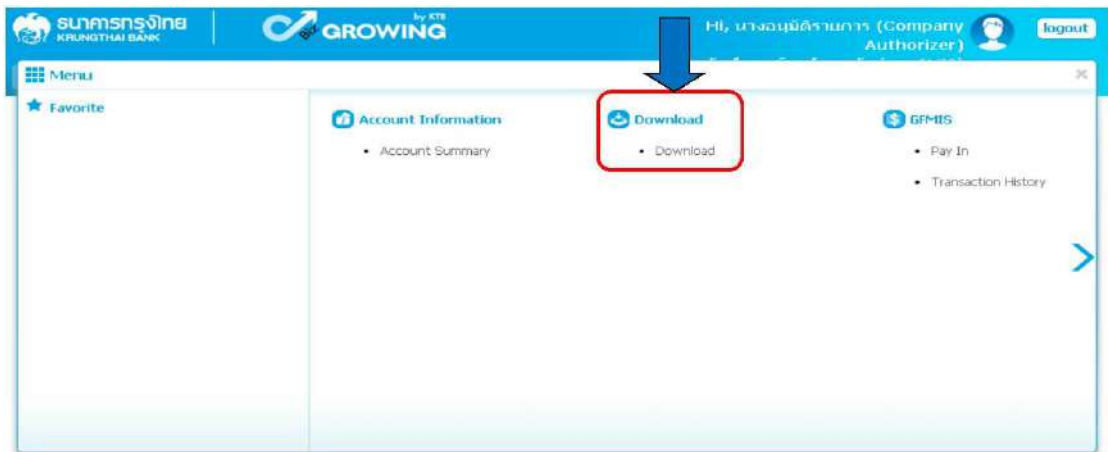 ธนาคารกรุงไทย
KRUNGTHAI BANK
Biz GROWING
by KTB
Hi, นางอนุมัติรายการ (Company
Authorizer)
logout
Menu
Favorite
Account Information
• Account Summary
Download
• Download
GFMIS
• Pay In
• Transaction History